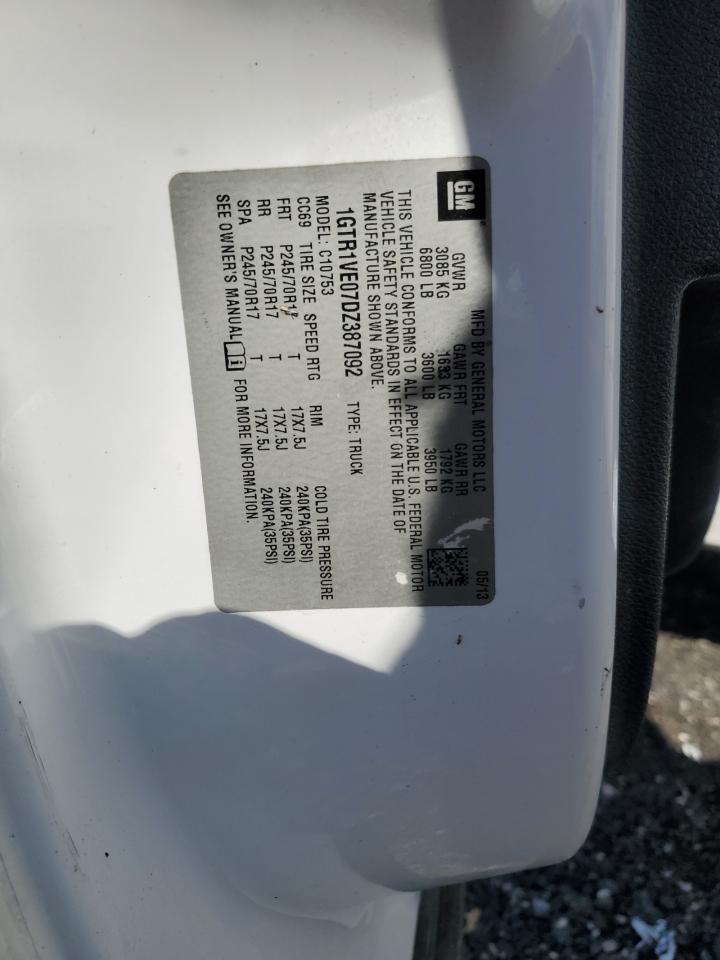 GM
MFD BY GENERAL MOTORS LLC 05/13
GVWR GAWR FRT GAWR RR
3085 KG 1633 KG 1792 KG
6800 LB 3600 LB 3950 LB
THIS VEHICLE CONFORMS TO ALL APPLICABLE U.S. FEDERAL MOTOR
VEHICLE SAFETY STANDARDS IN EFFECT ON THE DATE OF
MANUFACTURE SHOWN ABOVE.
1GTR1VE07DZ387092 TYPE: TRUCK
MODEL: C10753
CC69 TIRE SIZE SPEED RTG RIM COLD TIRE PRESSURE
FRT P245/70R17 T 17X7.5J 240KPA(35PSI)
RR P245/70R17 T 17X7.5J 240KPA(35PSI)
SPA P245/70R17 T 17X7.5J 240KPA(35PSI)
SEE OWNER'S MANUAL FOR MORE INFORMATION.